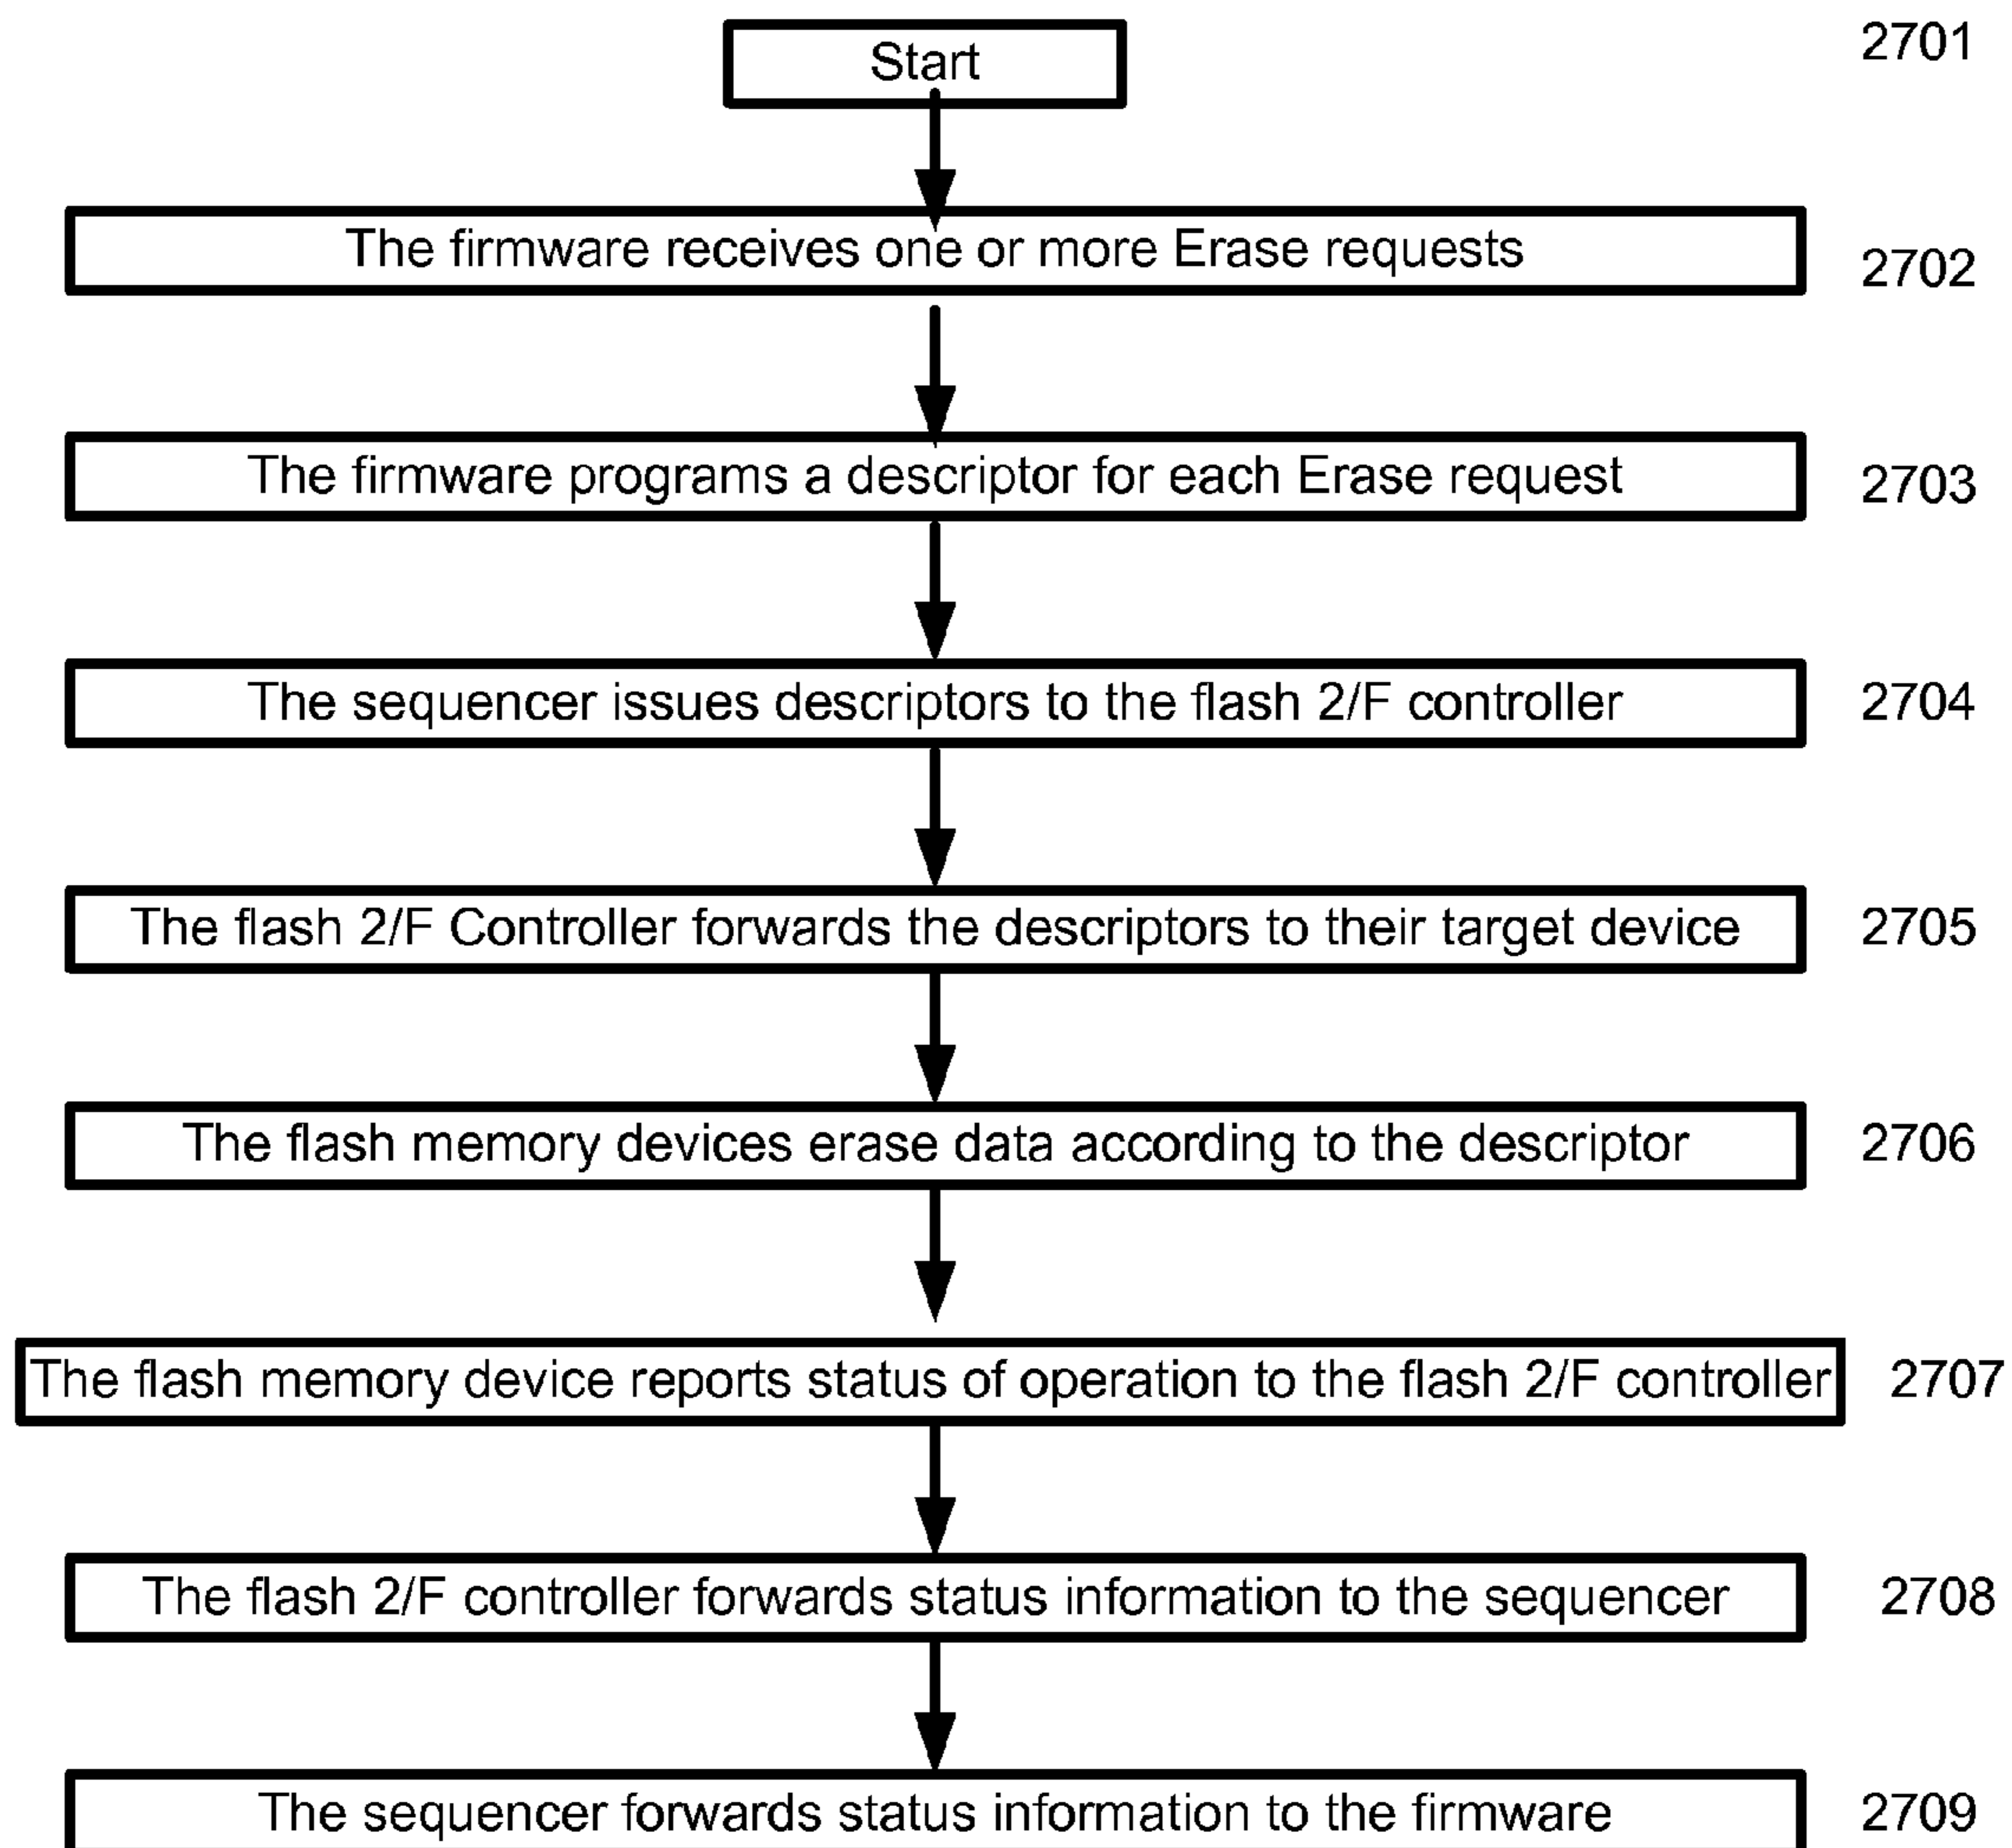 Start 2701
The firmware receives one or more Erase requests 2702
The firmware programs a descriptor for each Erase request 2703
The sequencer issues descriptors to the flash 2/F controller 2704
The flash 2/F Controller forwards the descriptors to their target device 2705
The flash memory devices erase data according to the descriptor 2706
The flash memory device reports status of operation to the flash 2/F controller 2707
The flash 2/F controller forwards status information to the sequencer 2708
The sequencer forwards status information to the firmware 2709